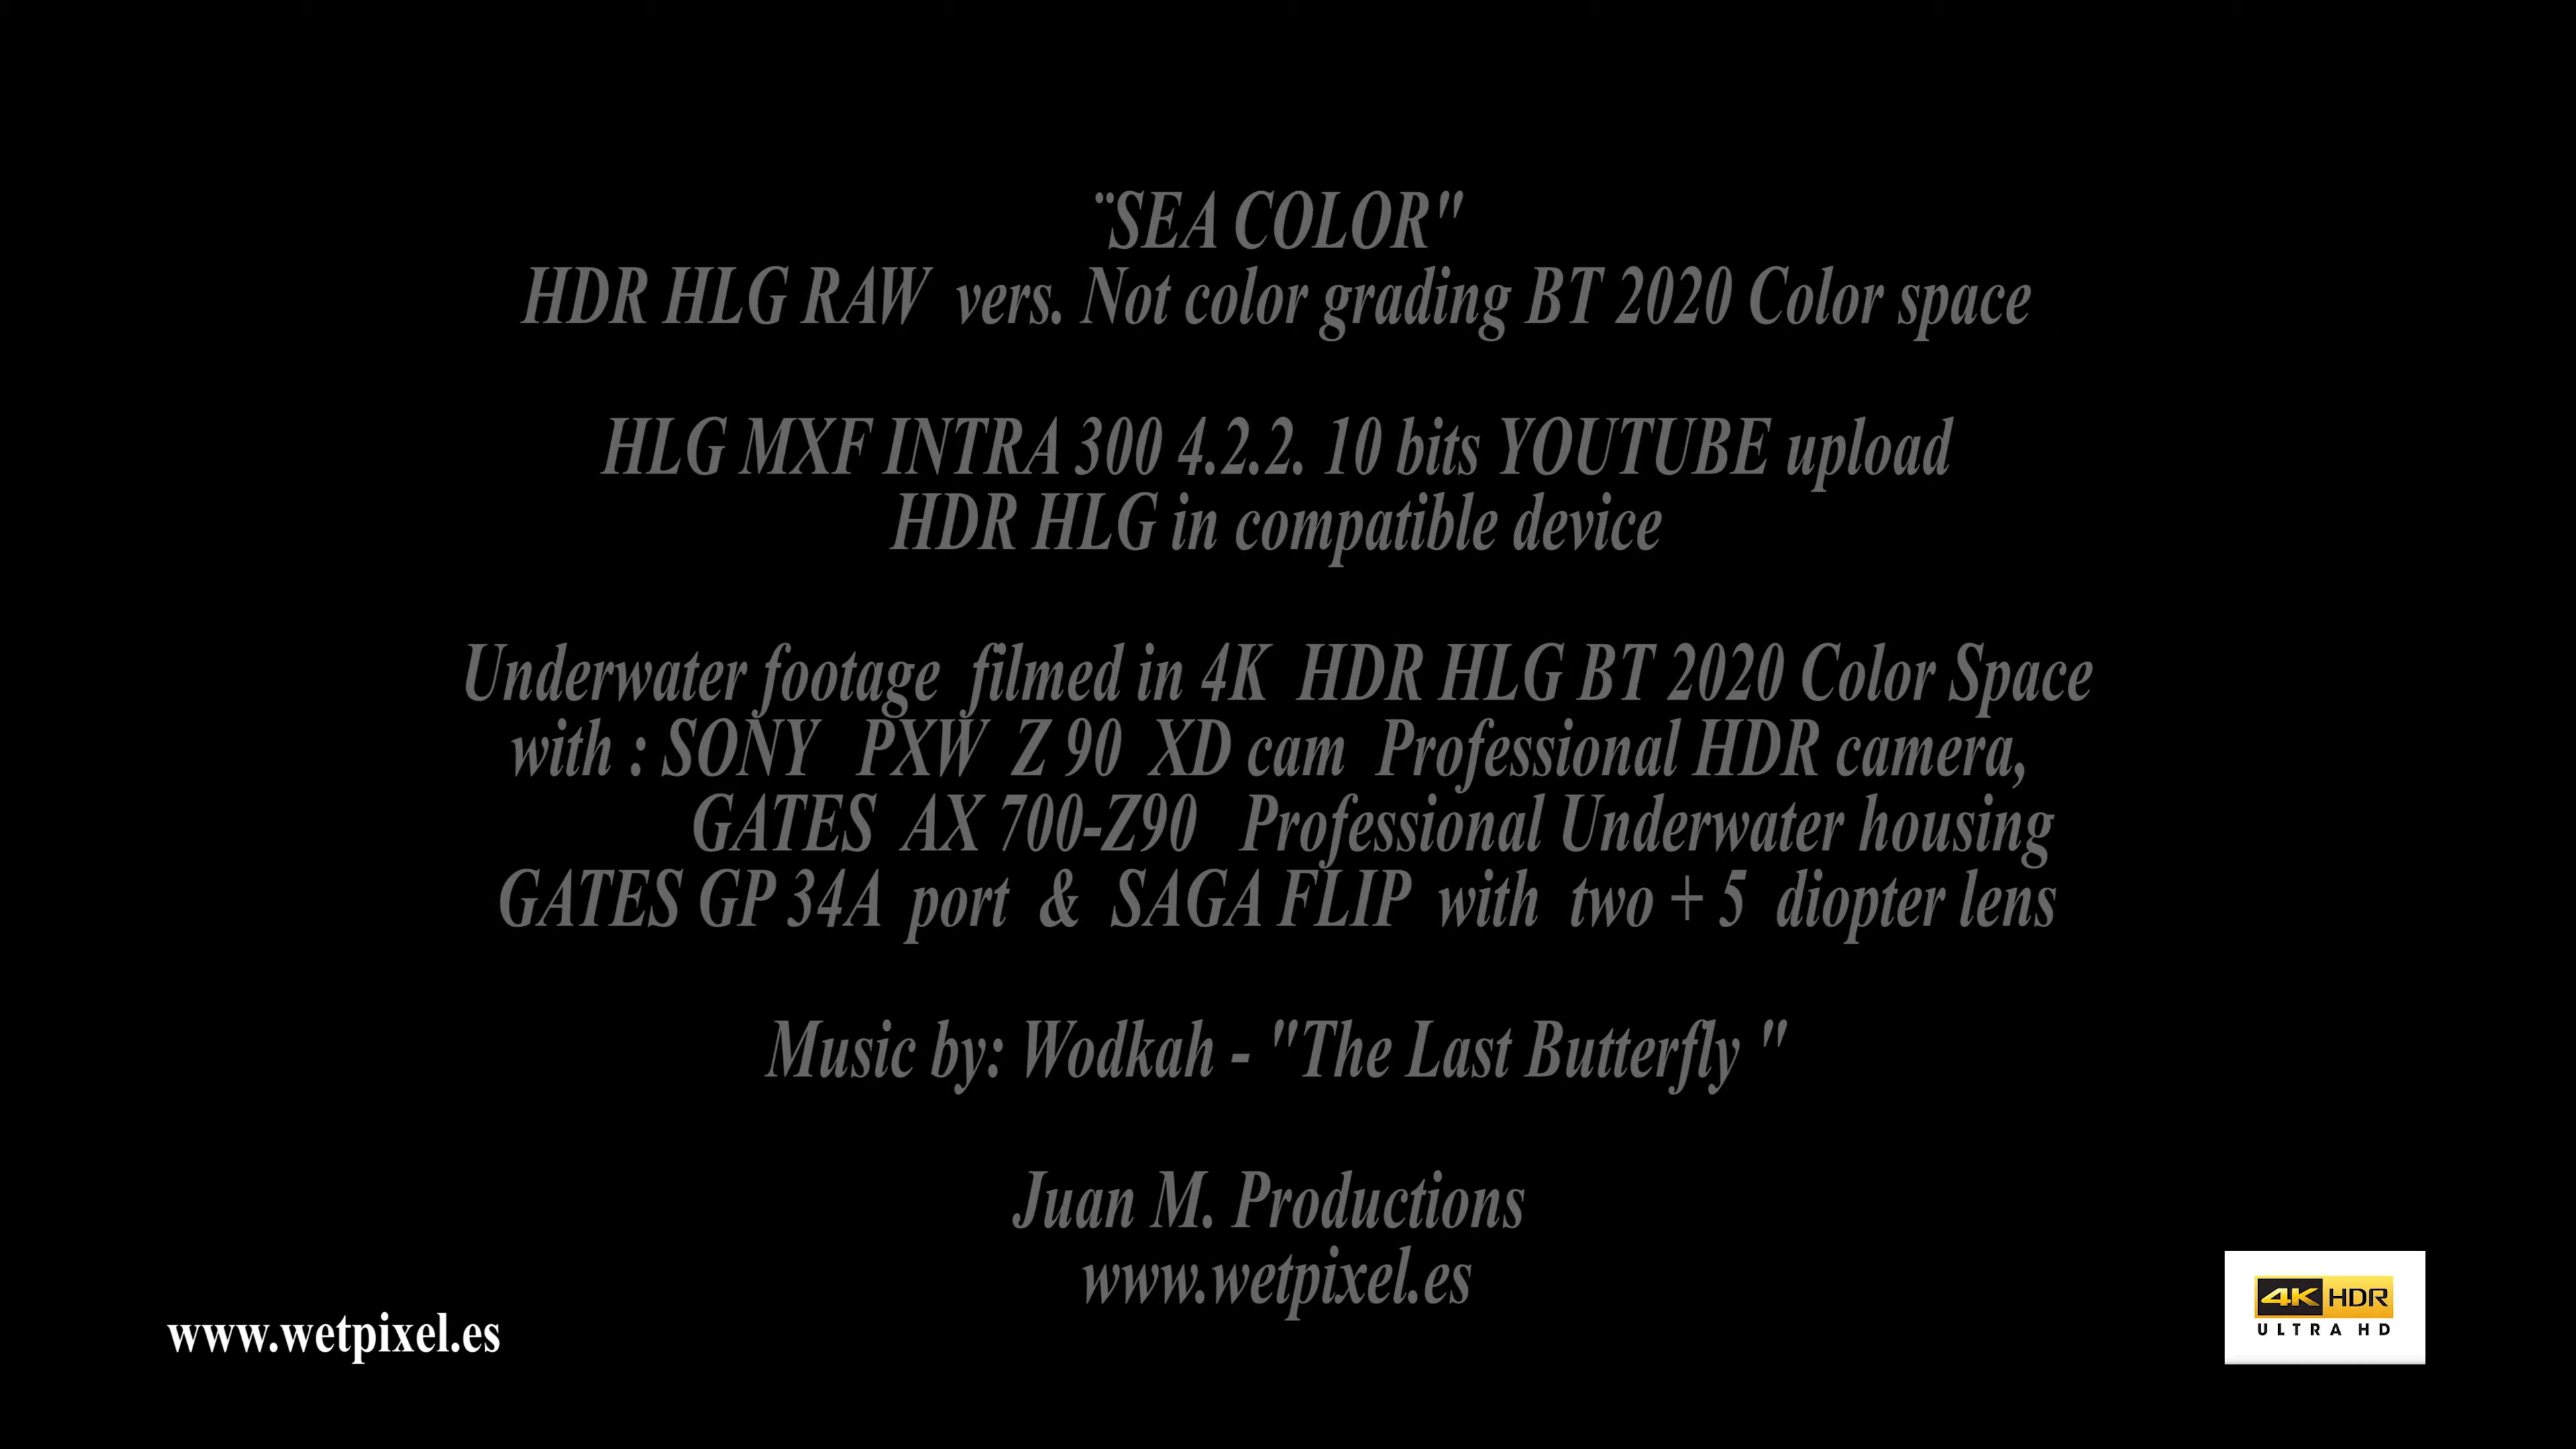 ¨SEA COLOR"
HDR HLG RAW vers. Not color grading BT 2020 Color space
HLG MXF INTRA 300 4.2.2. 10 bits YOUTUBE upload
HDR HLG in compatible device
Underwater footage filmed in 4K HDR HLG BT 2020 Color Space
with : SONY PXW Z 90 XD cam Professional HDR camera,
GATES AX 700-Z90 Professional Underwater housing
GATES GP 34A port & SAGA FLIP with two + 5 diopter lens
Music by: Wodkah - "The Last Butterfly "
Juan M. Productions
www.wetpixel.es
www.wetpixel.es
4K HDR
ULTRA HD